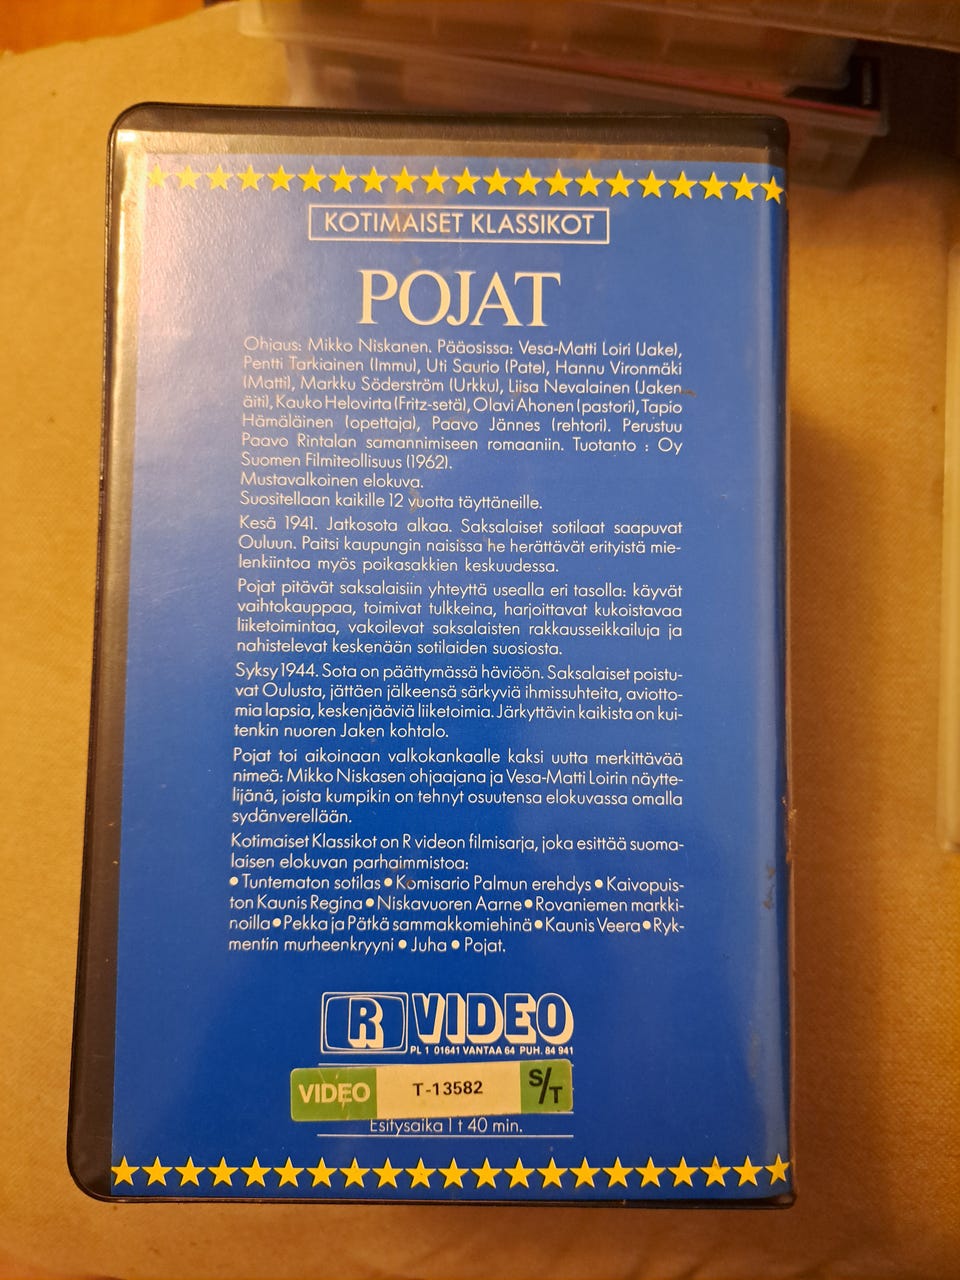 KOTIMAISET KLASSIKOT
POJAT
Ohjaus: Mikko Niskanen. Pääosissa: Vesa-Matti Loiri (Jake),
Pentti Tarkiainen (Immu), Uti Saurio (Pate), Hannu Vironmäki
(Matti), Markku Söderström (Urkku), Liisa Nevalainen (Jaken
äiti), Kauko Helovirta (Fritz-setä), Olavi Ahonen (pastori), Tapio
Hämäläinen (opettaja), Paavo Jännes (rehtori). Perustuu
Paavo Rintalan samannimiseen romaaniin. Tuotanto : Oy
Suomen Filmiteollisuus (1962).
Mustavalkoinen elokuva.
Suositellaan kaikille 12 vuotta täyttäneille.
Kesä 1941. Jatkosota alkaa. Saksalaiset sotilaat saapuvat
Ouluun. Paitsi kaupungin naisissa he herättävät erityistä mie-
lenkiintoa myös poikasakkien keskuudessa.
Pojat pitävät saksalaisiin yhteyttä usealla eri tasolla: käyvät
vaihtokauppaa, toimivat tulkkeina, harjoittavat kukoistavaa
liiketoimintaa, vakoilevat saksalaisten rakkausseikkailuja ja
nahistelevat keskenään sotilaiden suosiosta.
Syksy 1944. Sota on päättymässä häviöön. Saksalaiset poistu-
vat Oulusta, jättäen jälkeensä särkyviä ihmissuhteita, aviotto-
mia lapsia, keskenjääviä liiketoimia. Järkyttävin kaikista on kui-
tenkin nuoren Jaken kohtalo.
Pojat toi aikoinaan valkokankaalle kaksi uutta merkittävää
nimeä: Mikko Niskasen ohjaajana ja Vesa-Matti Loirin näytte-
lijänä, joista kumpikin on tehnyt osuutensa elokuvassa omalla
sydänverellään.
Kotimaiset Klassikot on R videon filmisarja, joka esittää suoma-
laisen elokuvan parhaimmistoa:
● Tuntematon sotilas ● Komisario Palmun erehdys ● Kaivopuis-
ton Kaunis Regina ● Niskavuoren Aarne ● Rovaniemen markki-
noilla ● Pekka ja Pätkä sammakkomiehinä ● Kaunis Veera ● Ryk-
mentin murheenkryyni ● Juha ● Pojat.
R VIDEO
PL 1 01641 VANTAA 64 PUH. 84 941
VIDEO T-13582 S/T
Esitysaika 1 t 40 min.